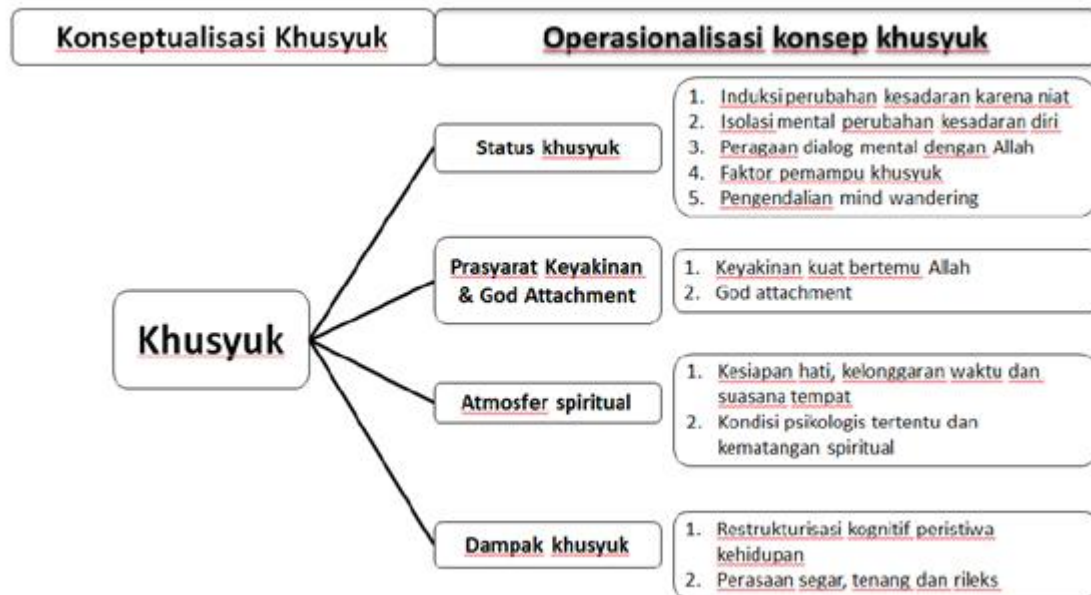 Konseptualisasi Khusyuk
Operasionalisasi konsep khusyuk
Khusyuk
Status khusyuk
1. Induksi perubahan kesadaran karena niat
2. Isolasi mental perubahan kesadaran diri
3. Peragaan dialog mental dengan Allah
4. Faktor pemampu khusyuk
5. Pengendalian mind wandering
Prasyarat Keyakinan
& God Attachment
1. Keyakinan kuat bertemu Allah
2. God attachment
Atmosfer spiritual
1. Kesiapan hati, kelonggaran waktu dan
suasana tempat
2. Kondisi psikologis tertentu dan
kematangan spiritual
Dampak khusyuk
1. Restrukturisasi kognitif peristiwa
kehidupan
2. Perasaan segar, tenang dan rileks